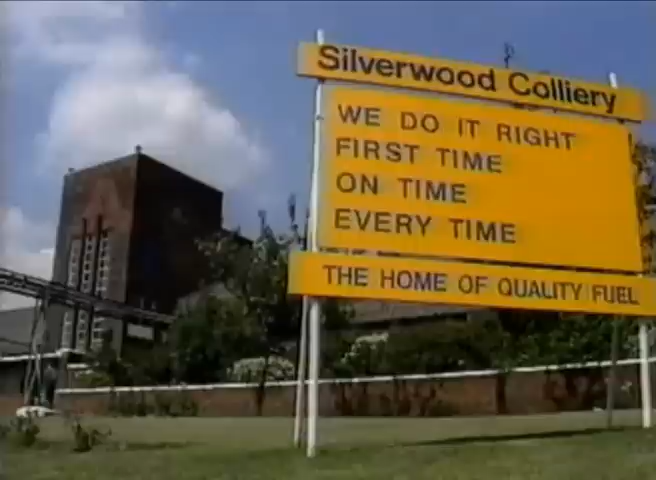 Silverwood Colliery
WE DO IT RIGHT
FIRST TIME
ON TIME
EVERY TIME
THE HOME OF QUALITY FUEL